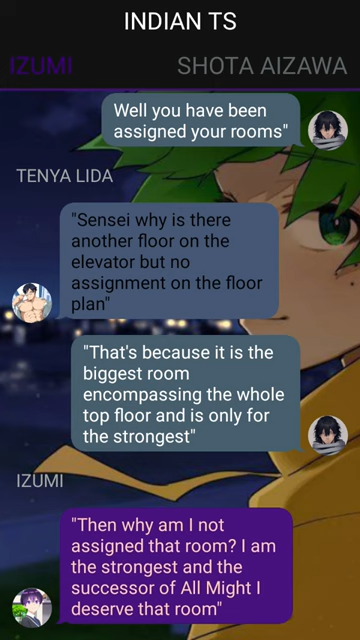 INDIAN TS
IZUMI
SHOTA AIZAWA
Well you have been
assigned your rooms"
TENYA LIDA
"Sensei why is there
another floor on the
elevator but no
assignment on the floor
plan"
"That's because it is the
biggest room
encompassing the whole
top floor and is only for
the strongest"
IZUMI
"Then why am I not
assigned that room? I am
the strongest and the
successor of All Might I
deserve that room"